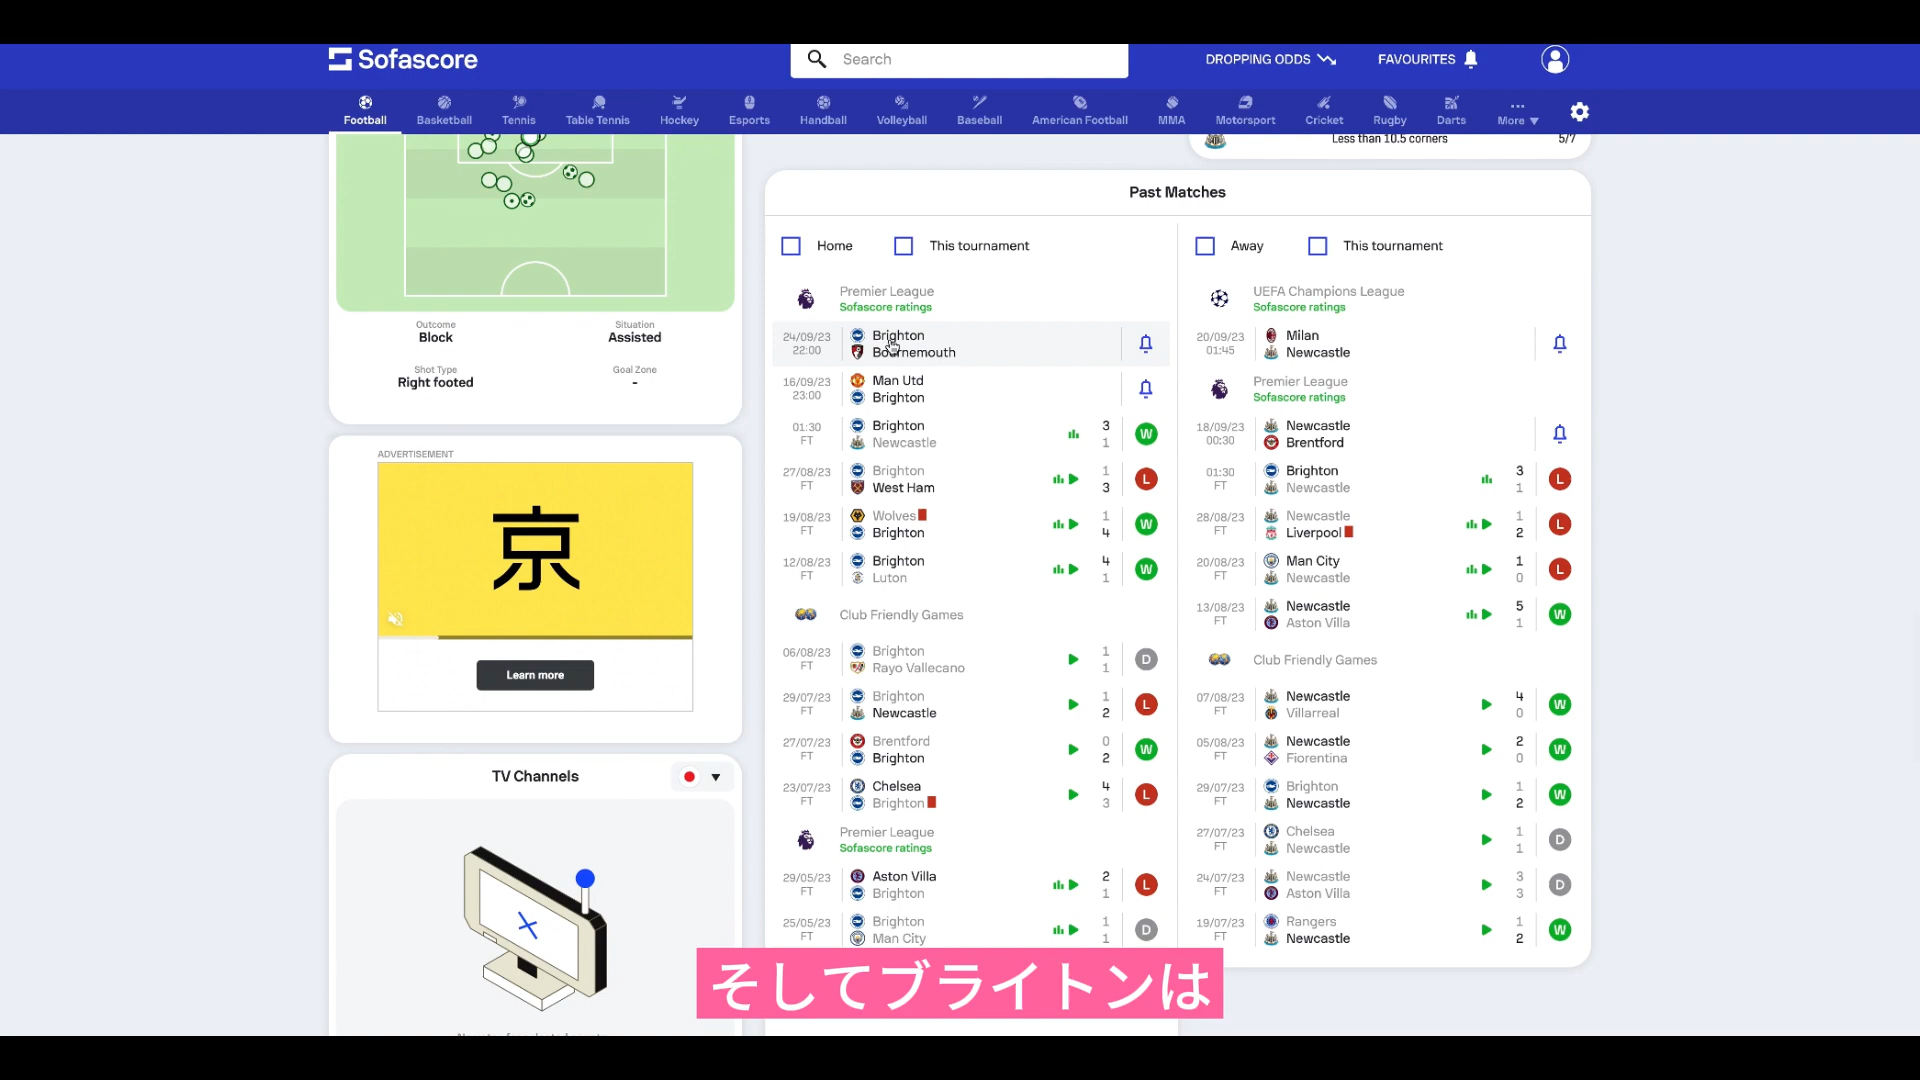 Sofascore
Search
DROPPING ODDS
FAVOURITES
Football
Basketball
Tennis
Table Tennis
Hockey
Esports
Handball
Volleyball
Baseball
American Football
MMA
Motorsport
Cricket
Rugby
Darts
More
Outcome
Block
Situation
Assisted
Shot Type
Right footed
Goal Zone
-
ADVERTISEMENT
京
Learn more
TV Channels
Less than 10.5 corners 5/7
Past Matches
Home
This tournament
Premier League
Sofascore ratings
24/09/23 Brighton
22:00 Bournemouth
16/09/23 Man Utd
23:00 Brighton
01:30 Brighton 3
FT Newcastle 1 W
27/08/23 Brighton 1
FT West Ham 3 L
19/08/23 Wolves 1
FT Brighton 4 W
12/08/23 Brighton 4
FT Luton 1 W
Club Friendly Games
06/08/23 Brighton 1
FT Rayo Vallecano 1 D
29/07/23 Brighton 1
FT Newcastle 2 L
27/07/23 Brentford 0
FT Brighton 2 W
23/07/23 Chelsea 4
FT Brighton 3 L
Premier League
Sofascore ratings
29/05/23 Aston Villa 2
FT Brighton 1 L
25/05/23 Brighton 1
FT Man City 1 D
Away
This tournament
UEFA Champions League
Sofascore ratings
20/09/23 Milan
01:45 Newcastle
Premier League
Sofascore ratings
18/09/23 Newcastle
00:30 Brentford
01:30 Brighton 3
FT Newcastle 1 L
28/08/23 Newcastle 1
FT Liverpool 2 L
20/08/23 Man City 1
FT Newcastle 0 L
13/08/23 Newcastle 5
FT Aston Villa 1 W
Club Friendly Games
07/08/23 Newcastle 4
FT Villarreal 0 W
05/08/23 Newcastle 2
FT Fiorentina 0 W
29/07/23 Brighton 1
FT Newcastle 2 W
27/07/23 Chelsea 1
FT Newcastle 1 D
24/07/23 Newcastle 3
FT Aston Villa 3 D
19/07/23 Rangers 1
FT Newcastle 2 W
そしてブライトンは